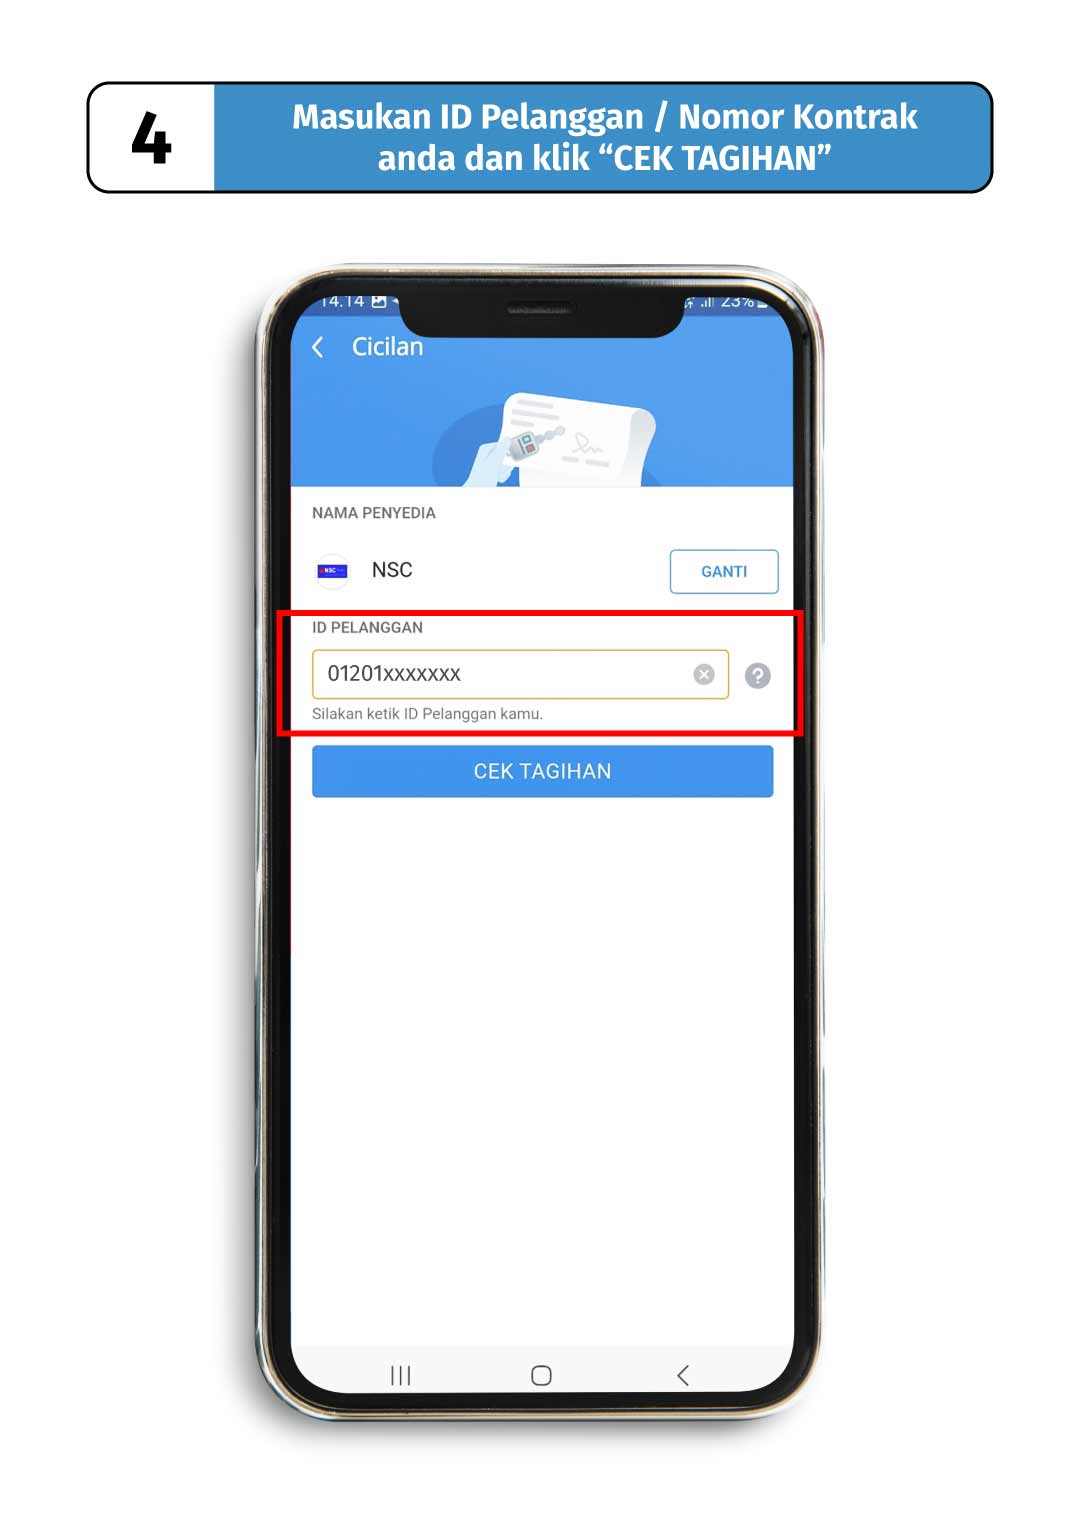 4
Masukan ID Pelanggan / Nomor Kontrak
anda dan klik “CEK TAGIHAN”
14.14 23%
Cicilan
NAMA PENYEDIA
NSC
NSC
GANTI
ID PELANGGAN
01201xxxxxxx
?
Silakan ketik ID Pelanggan kamu.
CEK TAGIHAN